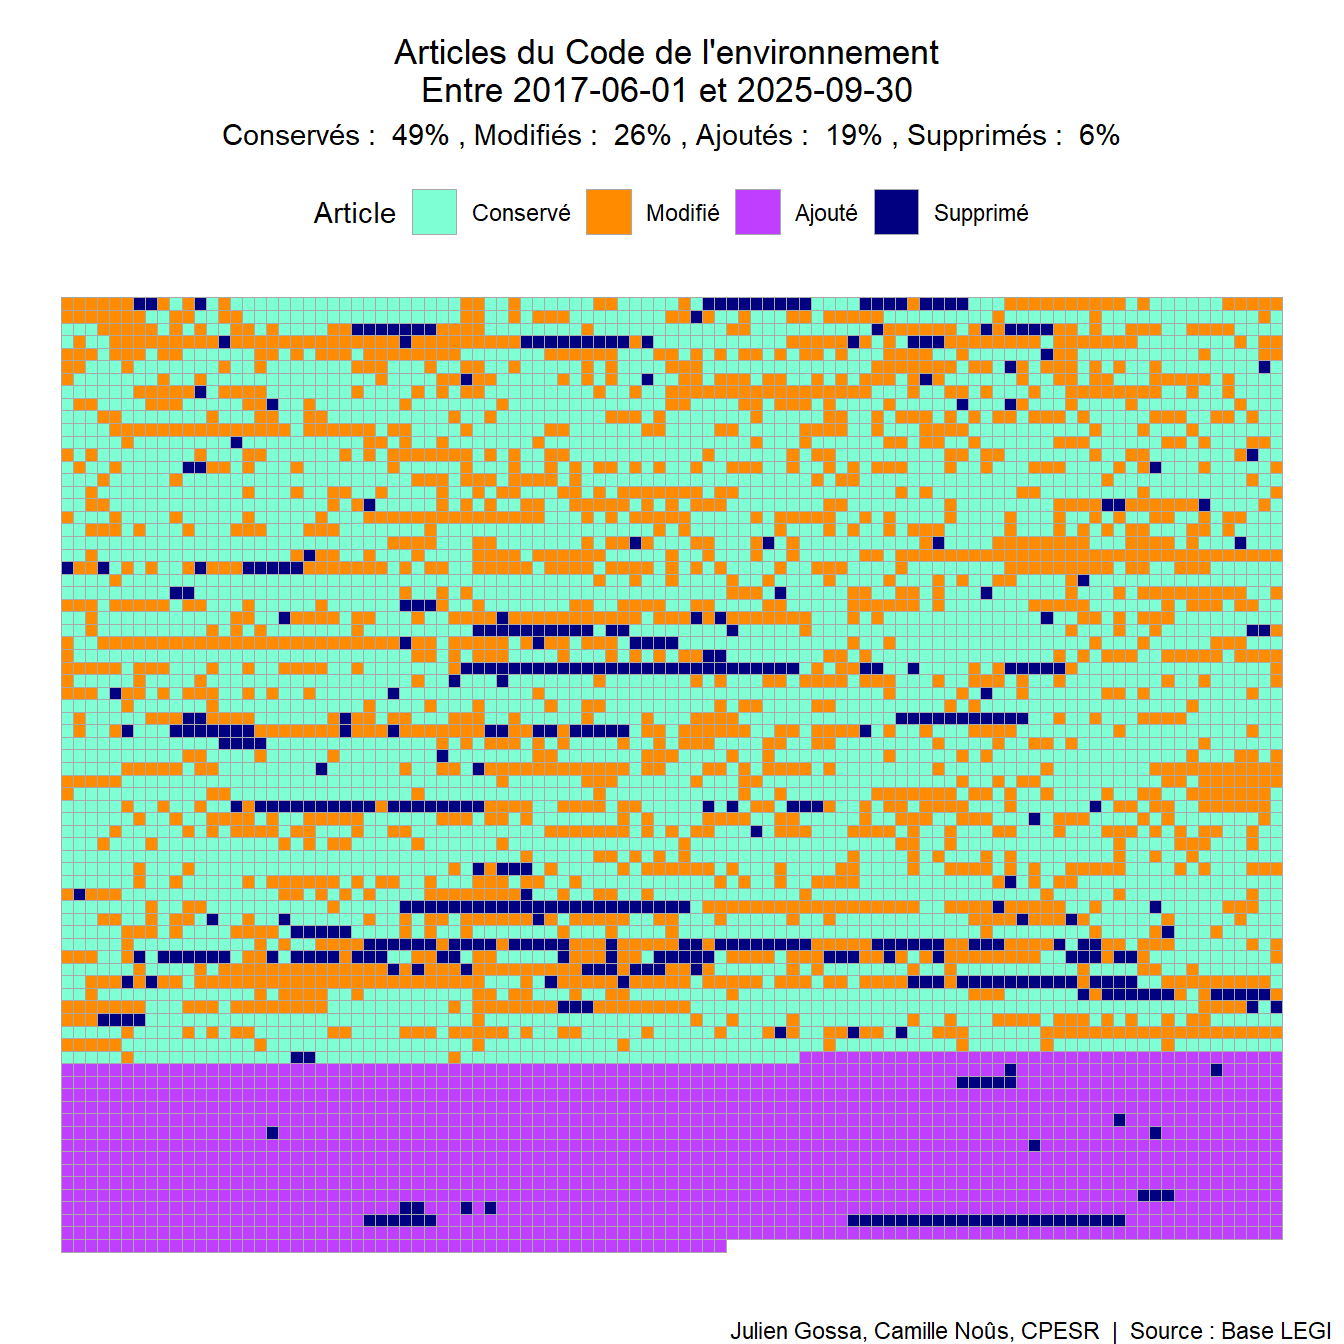 Articles du Code de l'environnement
Entre 2017-06-01 et 2025-09-30
Conservés :  49% , Modifiés :  26% , Ajoutés :  19% , Supprimés :  6%
Article Conservé Modifié Ajouté Supprimé
Julien Gossa, Camille Noûs, CPESR | Source : Base LEGI